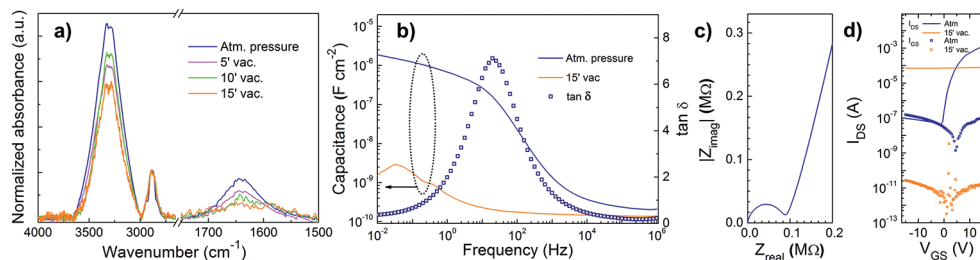 a)
Normalized absorbance (a.u.)
Atm. pressure
5' vac.
10' vac.
15' vac.
4000 3500 3000 1700 1600 1500
Wavenumber (cm⁻¹)
b)
Capacitance (F cm⁻²)
10⁻⁵
10⁻⁶
10⁻⁷
10⁻⁸
10⁻⁹
10⁻¹⁰
Atm. pressure
15' vac.
tan δ
8
6
4
2
0
tan δ
10⁻² 10⁰ 10² 10⁴ 10⁶
Frequency (Hz)
c)
|Z_imag| (MΩ)
0.3
0.2
0.1
0.0
0.0 0.1 0.2
Z_real (MΩ)
d)
I_DS (A)
10⁻¹
10⁻³
10⁻⁵
10⁻⁷
10⁻⁹
10⁻¹¹
10⁻¹³
I_DS Atm
15' vac.
I_GS Atm
15' vac.
-10 0 10
V_GS (V)